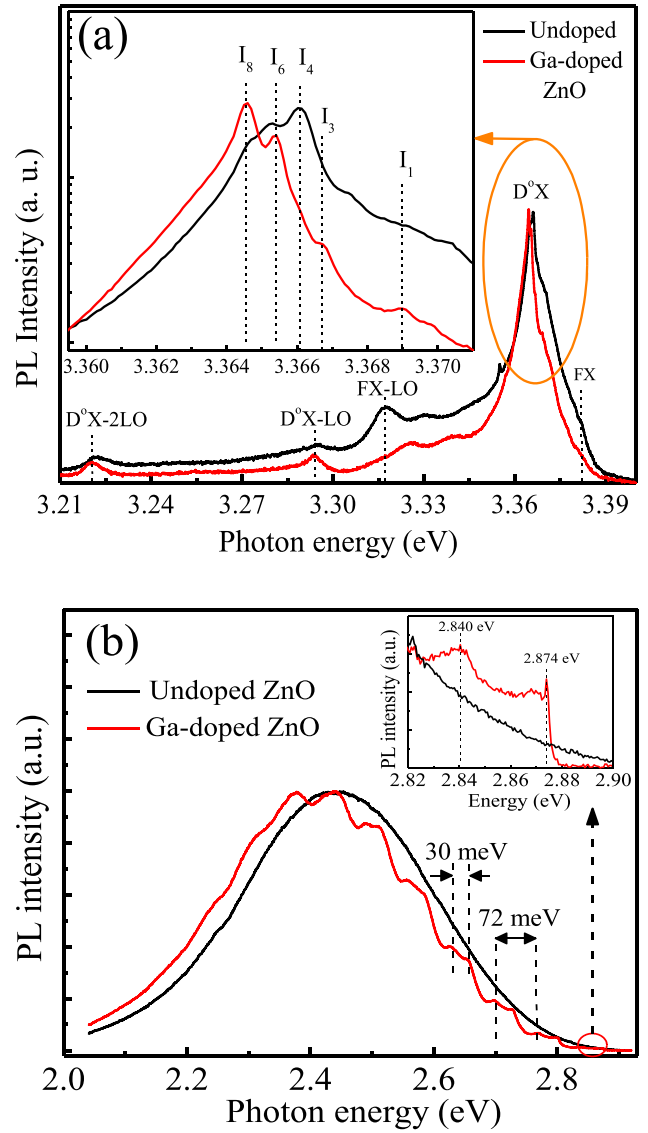 (a)
Undoped
Ga-doped
ZnO
I₈ I₆ I₄
I₃
I₁
3.360 3.362 3.364 3.366 3.368 3.370
PL Intensity (a. u.)
D°X
FX
FX-LO
D°X-2LO
D°X-LO
3.21 3.24 3.27 3.30 3.33 3.36 3.39
Photon energy (eV)
(b)
Undoped ZnO
Ga-doped ZnO
2.840 eV
2.874 eV
PL intensity (a.u.)
2.82 2.84 2.86 2.88 2.90
Energy (eV)
30 meV
72 meV
PL intensity (a.u.)
2.0 2.2 2.4 2.6 2.8
Photon energy (eV)